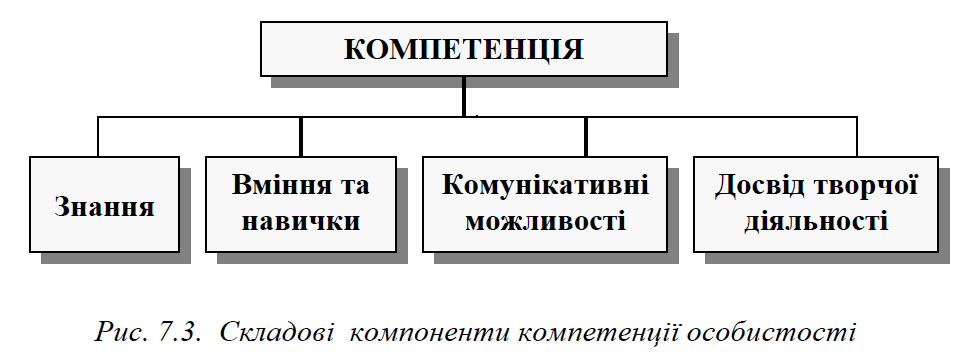 КОМПЕТЕНЦІЯ
Знання
Вміння та
навички
Комунікативні
можливості
Досвід творчої
діяльності
Рис. 7.3. Складові компоненти компетенції особистості